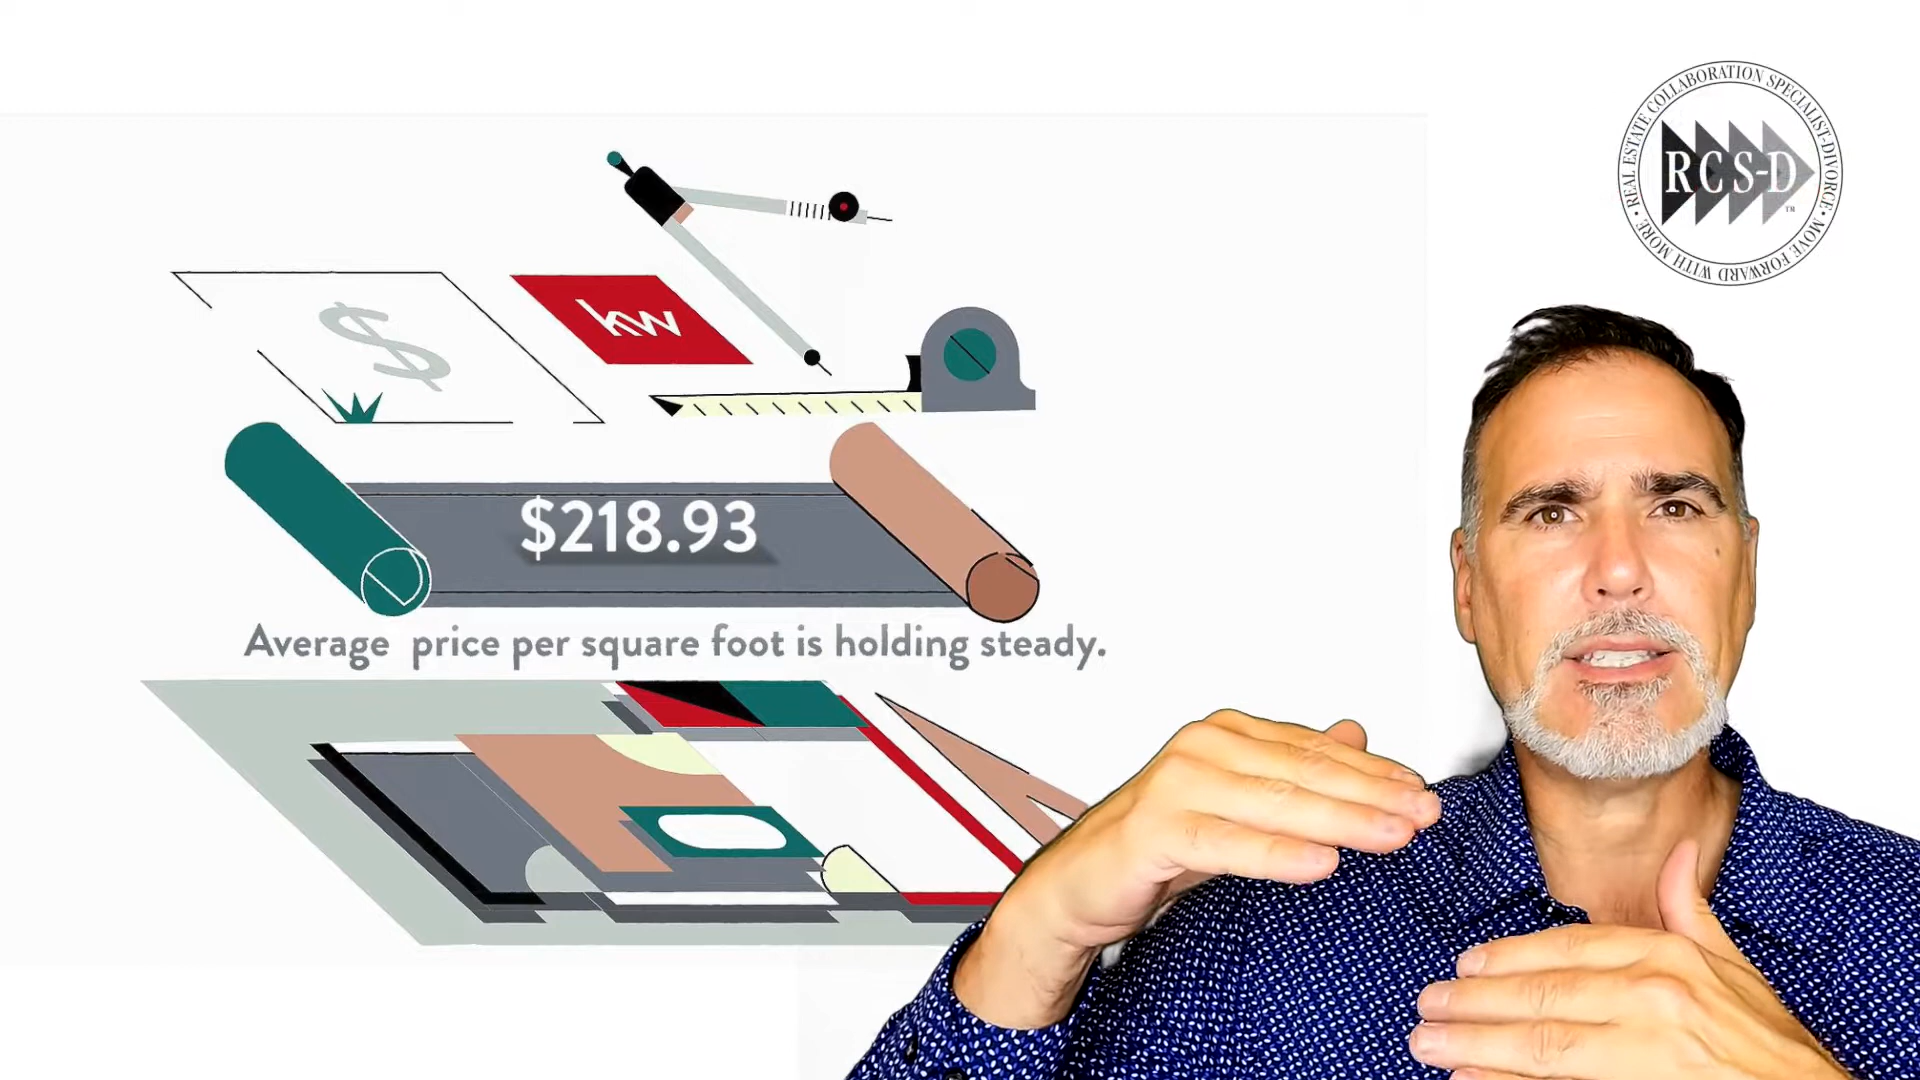 REAL ESTATE COLLABORATION SPECIALIST-DIVORCE • MOVE FORWARD WITH MORE •
RCS-D
™
$
kw
$218.93
Average price per square foot is holding steady.